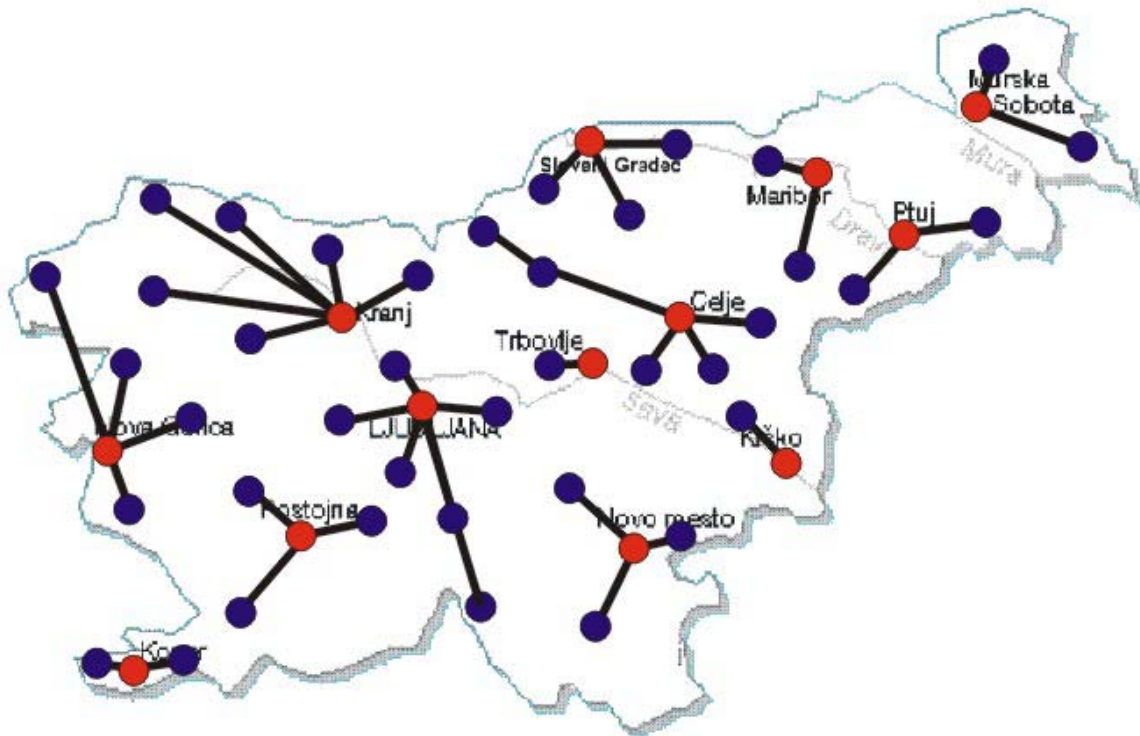 Murska
Sobota
Slovenj Gradec
Mura
Maribor
Ptuj
Drava
Kranj
Celje
Trbovlje
Nova Gorica
LJUBLJANA
Sava
Krško
Postojna
Novo mesto
Koper